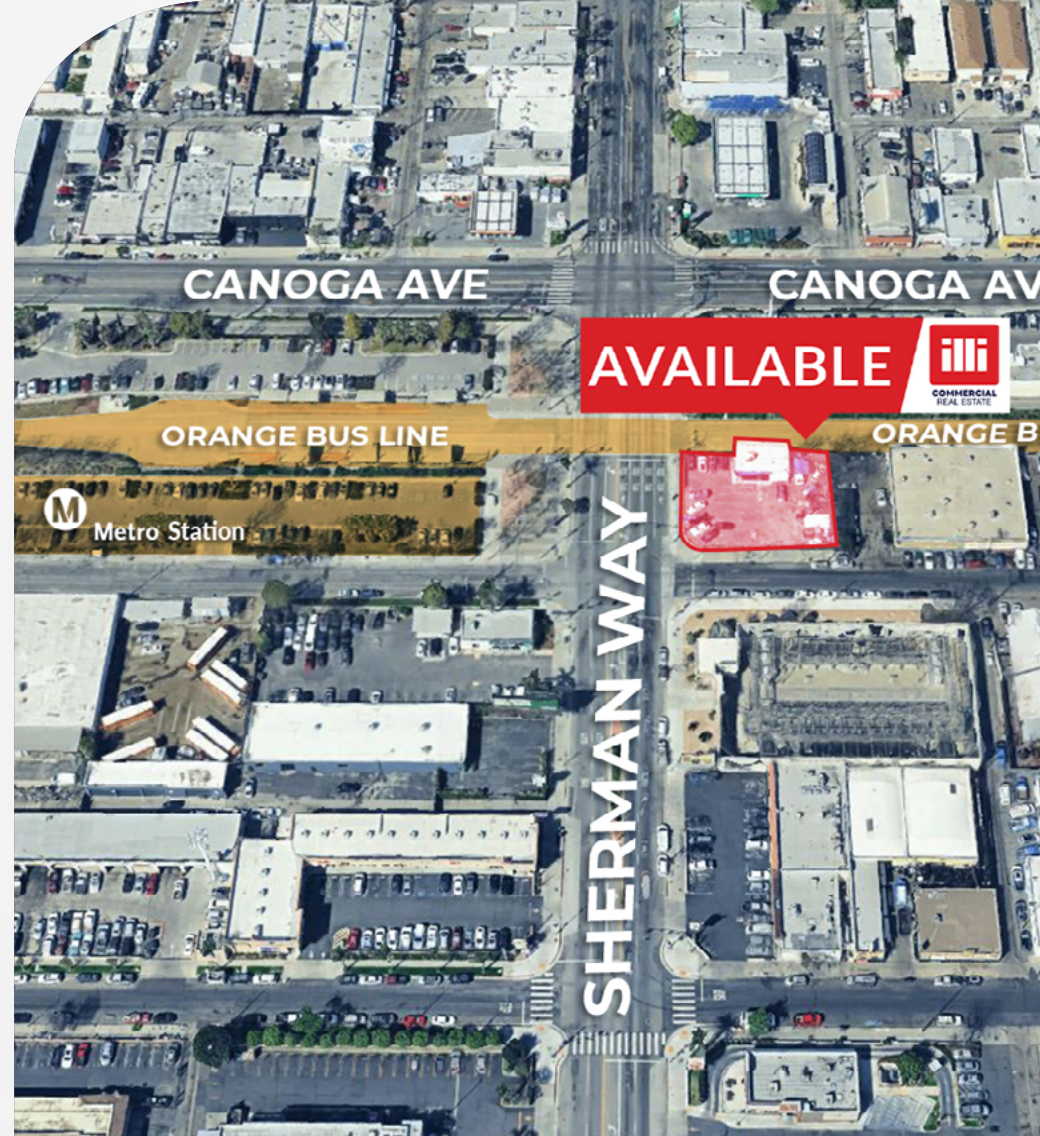 CANOGA AVE
CANOGA AV
AVAILABLE
illi
COMMERCIAL
REAL ESTATE
ORANGE BUS LINE
ORANGE B
M
Metro Station
SHERMAN WAY